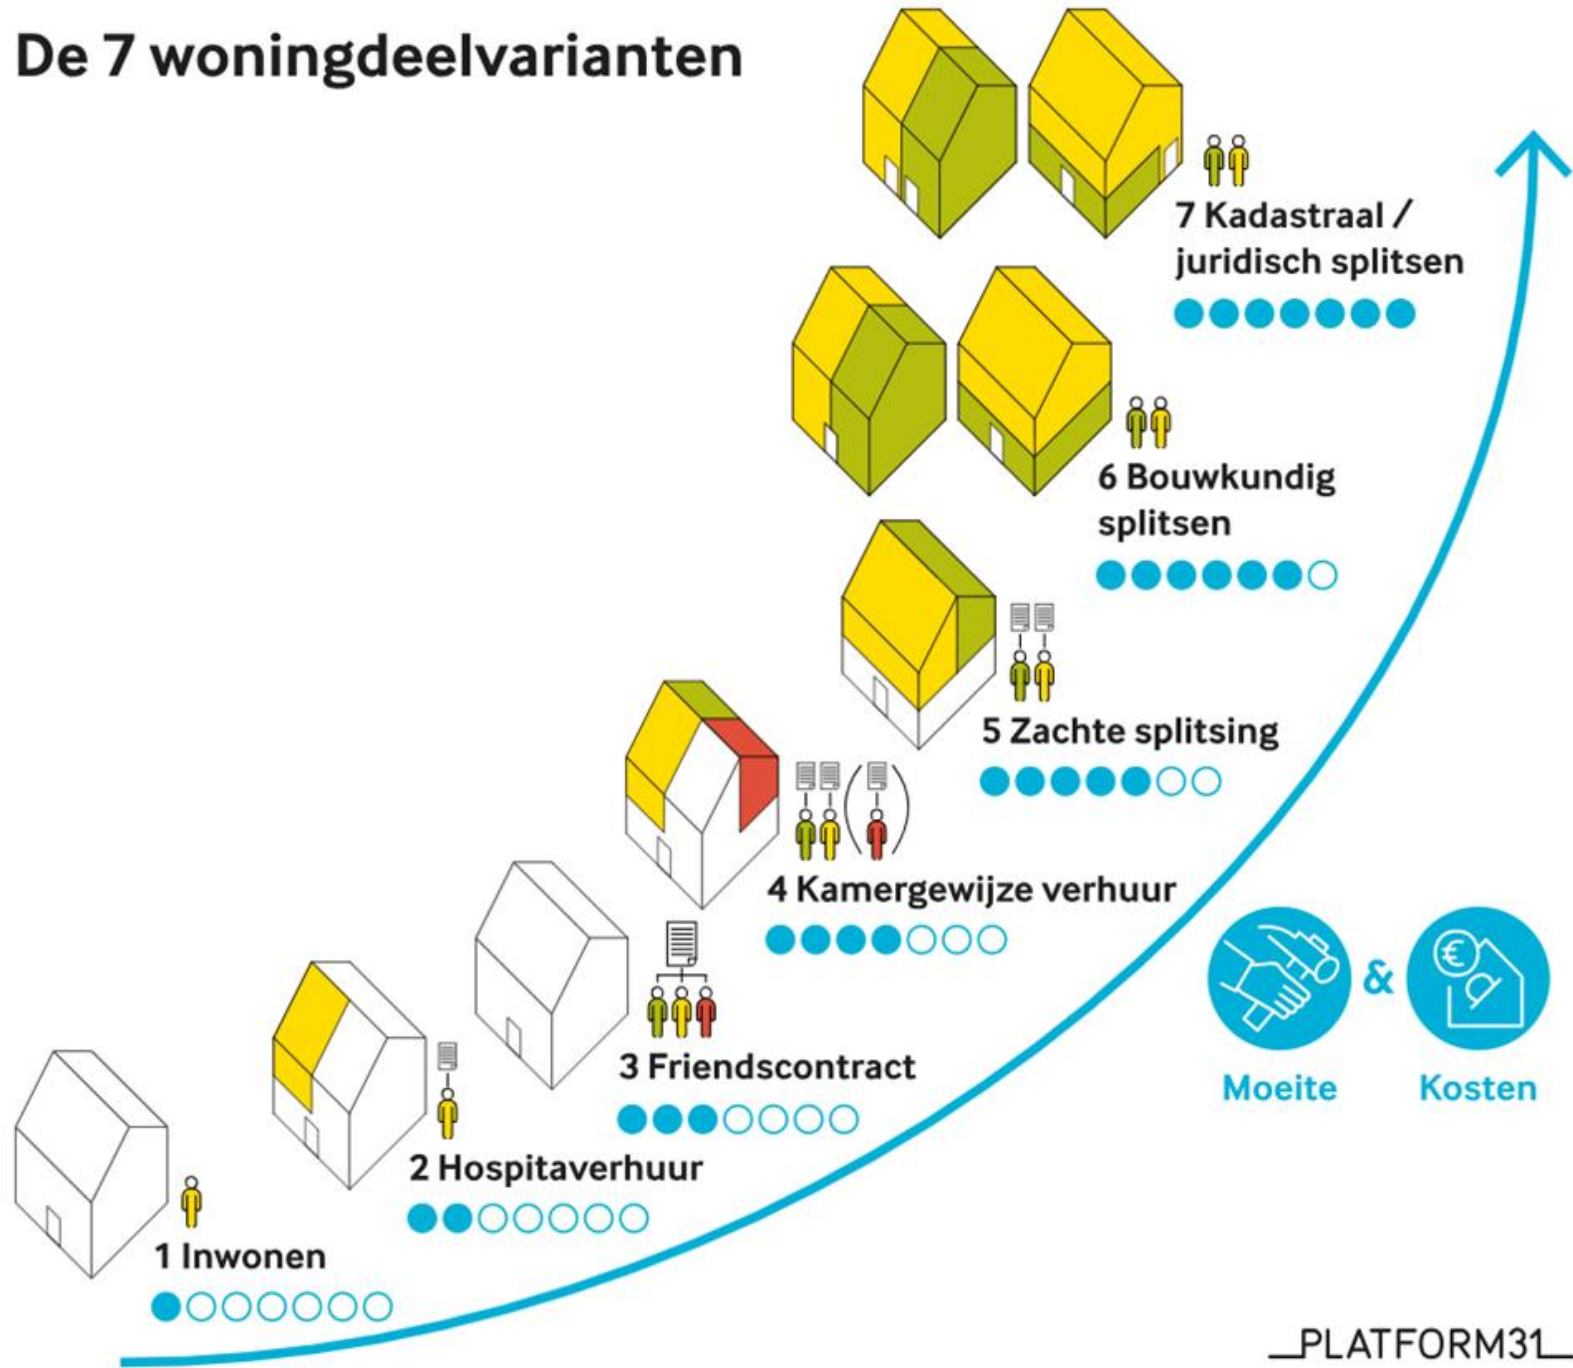 De 7 woningdeelvarianten
7 Kadastraal /
juridisch splitsen
6 Bouwkundig
splitsen
5 Zachte splitsing
4 Kamergewijze verhuur
3 Friendscontract
2 Hospitaverhuur
1 Inwonen
€
&
Moeite
Kosten
PLATFORM31